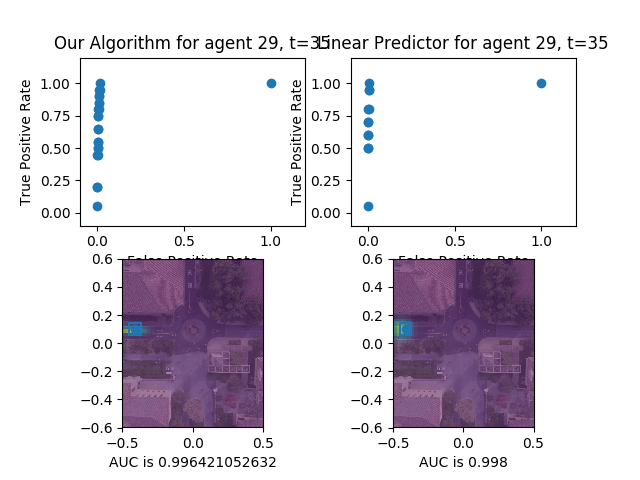 Our Algorithm for agent 29, t=35
Linear Predictor for agent 29, t=35
True Positive Rate
1.00
0.75
0.50
0.25
0.00
0.0 0.5 1.0
False Positive Rate
True Positive Rate
1.00
0.75
0.50
0.25
0.00
0.0 0.5 1.0
False Positive Rate
0.6
0.4
0.2
0.0
−0.2
−0.4
−0.6
−0.5 0.0 0.5
AUC is 0.996421052632
0.6
0.4
0.2
0.0
−0.2
−0.4
−0.6
−0.5 0.0 0.5
AUC is 0.998